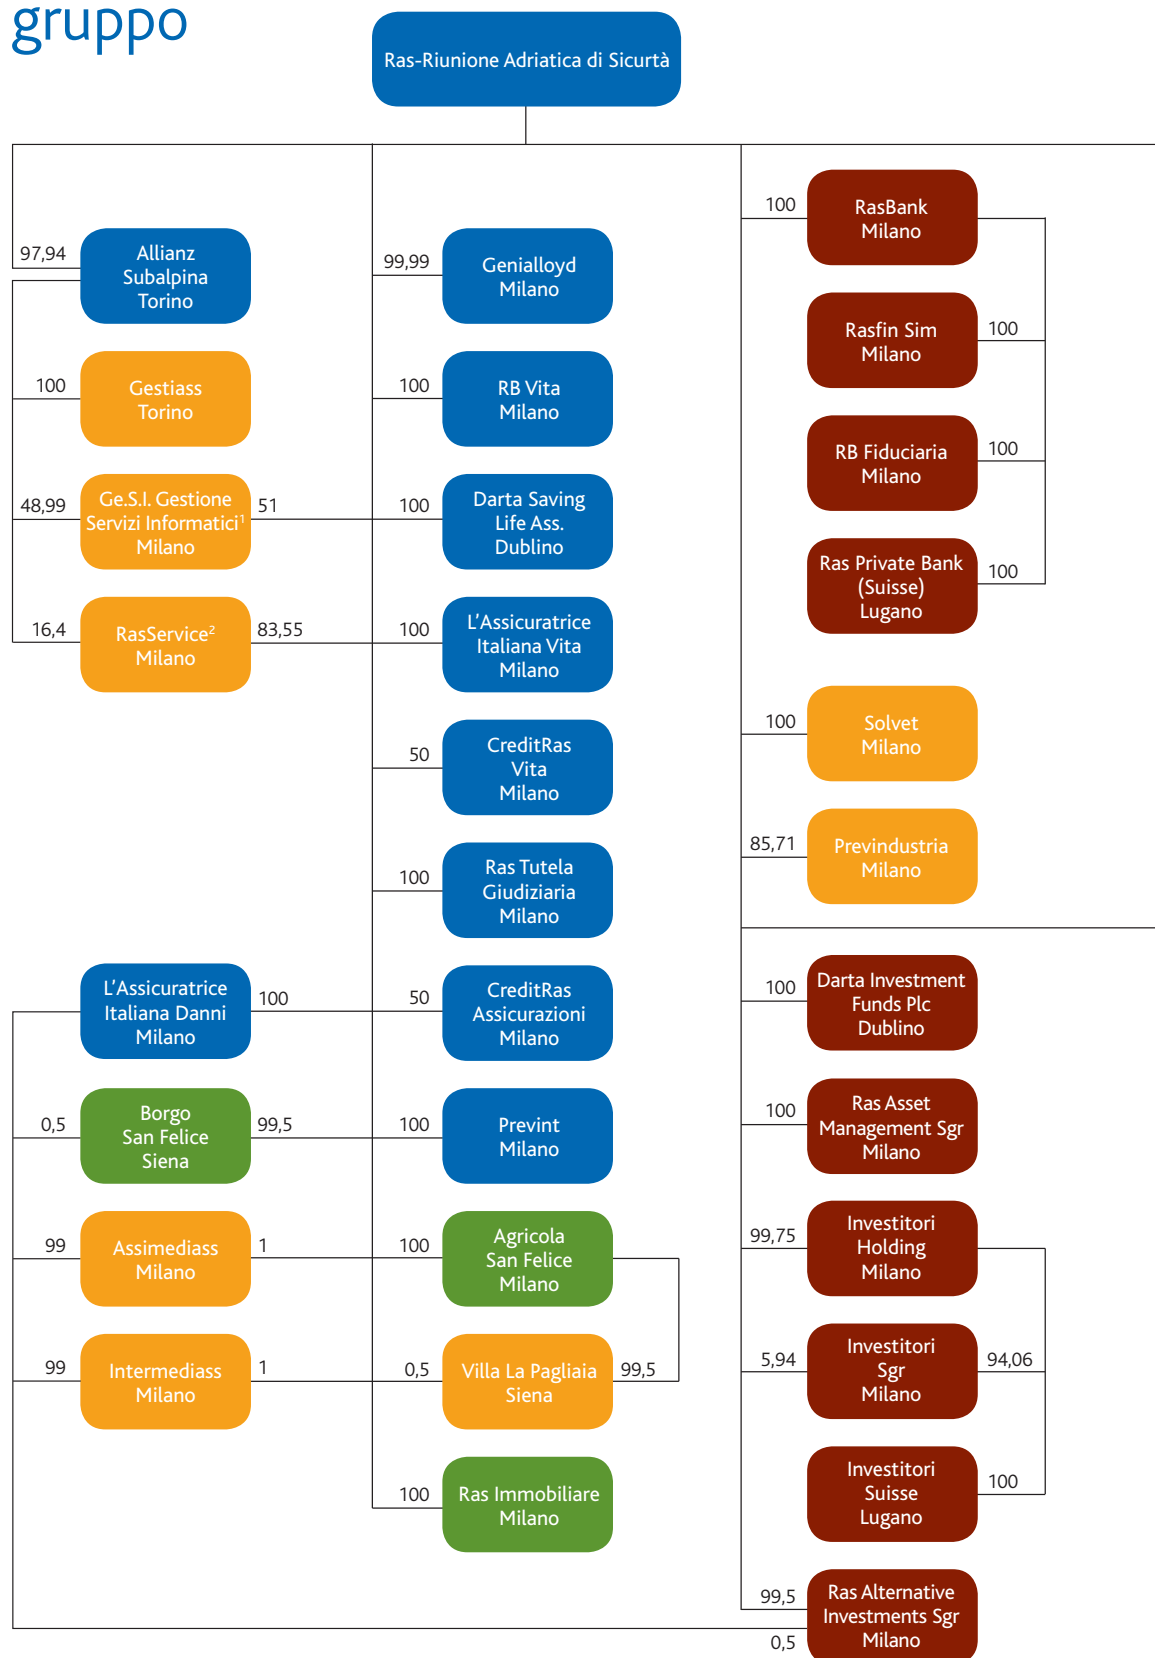 gruppo
Ras-Riunione Adriatica di Sicurtà
97,94
Allianz
Subalpina
Torino
100
Gestiass
Torino
48,99
Ge.S.I. Gestione
Servizi Informatici¹
Milano
51
16,4
RasService²
Milano
83,55
L'Assicuratrice
Italiana Danni
Milano
100
0,5
Borgo
San Felice
Siena
99,5
99
Assimediass
Milano
1
99
Intermediass
Milano
1
99,99
Genialloyd
Milano
100
RB Vita
Milano
100
Darta Saving
Life Ass.
Dublino
100
L'Assicuratrice
Italiana Vita
Milano
50
CreditRas
Vita
Milano
100
Ras Tutela
Giudiziaria
Milano
50
CreditRas
Assicurazioni
Milano
100
Prevint
Milano
100
Agricola
San Felice
Milano
0,5
Villa La Pagliaia
Siena
99,5
100
Ras Immobiliare
Milano
100
RasBank
Milano
Rasfin Sim
Milano
100
RB Fiduciaria
Milano
100
Ras Private Bank
(Suisse)
Lugano
100
100
Solvet
Milano
85,71
Previndustria
Milano
100
Darta Investment
Funds Plc
Dublino
100
Ras Asset
Management Sgr
Milano
99,75
Investitori
Holding
Milano
5,94
Investitori
Sgr
Milano
94,06
Investitori
Suisse
Lugano
100
99,5
Ras Alternative
Investments Sgr
Milano
0,5